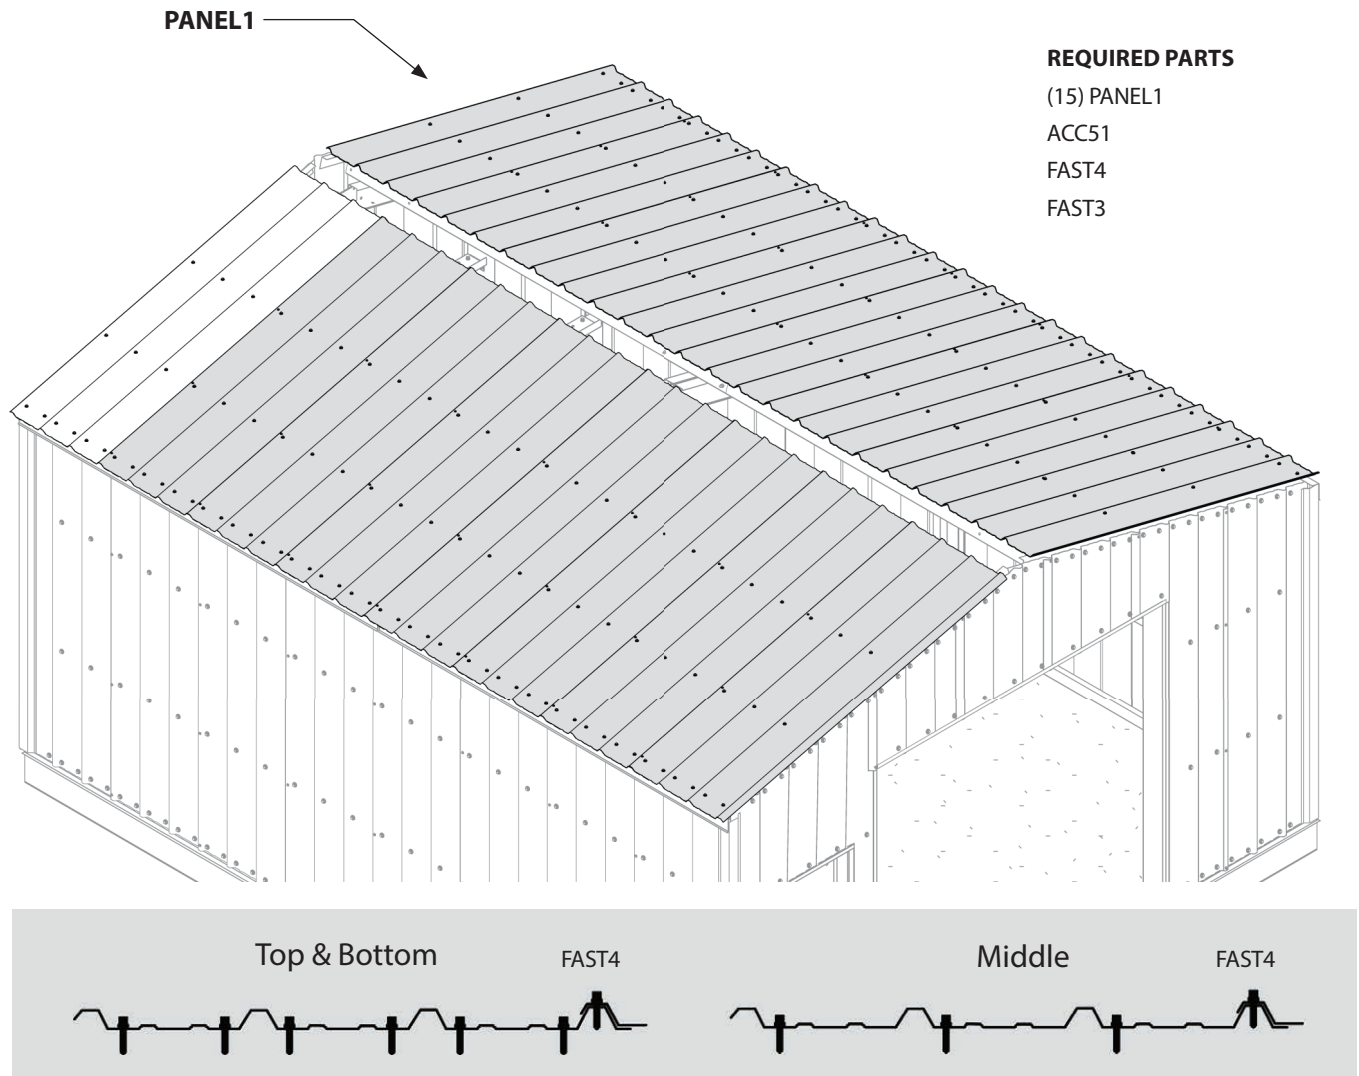 PANEL1
REQUIRED PARTS
(15) PANEL1
ACC51
FAST4
FAST3
Top & Bottom
FAST4
Middle
FAST4